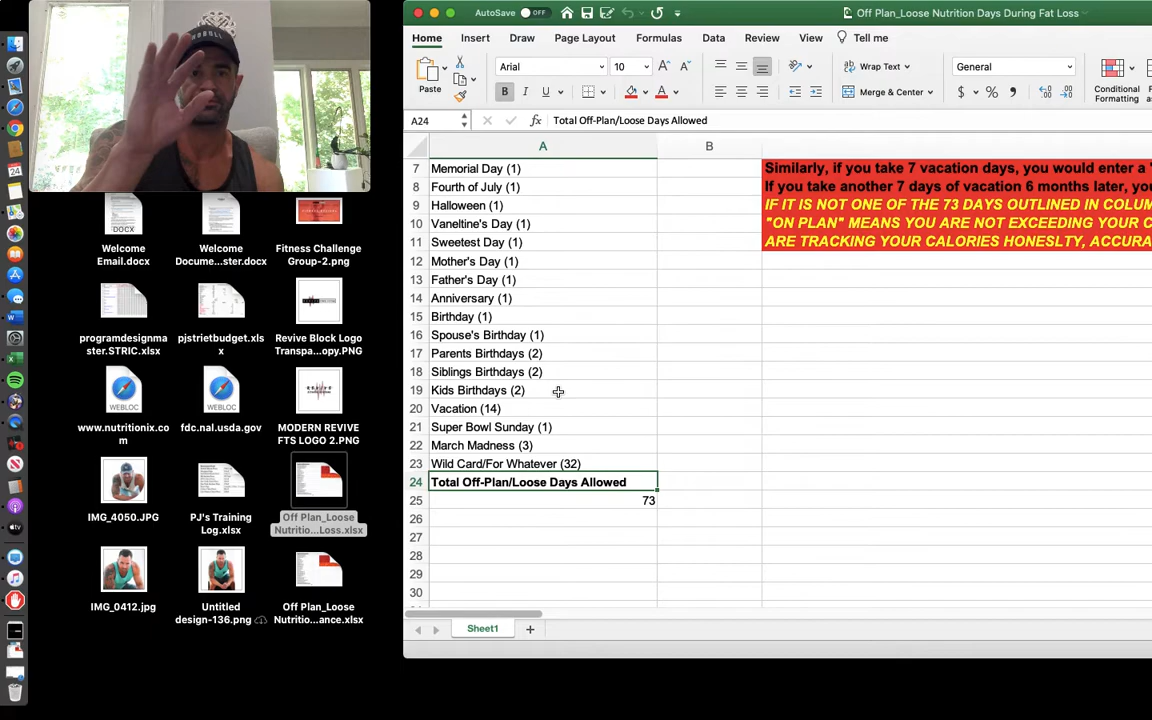 AutoSave OFF
Off Plan_Loose Nutrition Days During Fat Loss
Home Insert Draw Page Layout Formulas Data Review View Tell me
Paste
Arial 10
B I U
Wrap Text
Merge & Center
General
$ %
Conditional
Formatting
A24 fx Total Off-Plan/Loose Days Allowed
A B
7 Memorial Day (1)
8 Fourth of July (1)
9 Halloween (1)
10 Vaneltine's Day (1)
11 Sweetest Day (1)
12 Mother's Day (1)
13 Father's Day (1)
14 Anniversary (1)
15 Birthday (1)
16 Spouse's Birthday (1)
17 Parents Birthdays (2)
18 Siblings Birthdays (2)
19 Kids Birthdays (2)
20 Vacation (14)
21 Super Bowl Sunday (1)
22 March Madness (3)
23 Wild Card/For Whatever (32)
24 Total Off-Plan/Loose Days Allowed
25 73
26
27
28
29
30
Similarly, if you take 7 vacation days, you would enter a
If you take another 7 days of vacation 6 months later, you
IF IT IS NOT ONE OF THE 73 DAYS OUTLINED IN COLUM
"ON PLAN" MEANS YOU ARE NOT EXCEEDING YOUR C
ARE TRACKING YOUR CALORIES HONESLTY, ACCURA
Sheet1
DOCX
Welcome
Email.docx
Welcome
Docume...ster.docx
Fitness Challenge
Group-2.png
programdesignma
ster.STRIC.xlsx
pjstrietbudget.xls
x
Revive Block Logo
Transpa...opy.PNG
WEBLOC
www.nutritionix.co
m
WEBLOC
fdc.nal.usda.gov
MODERN REVIVE
FTS LOGO 2.PNG
IMG_4050.JPG
PJ's Training
Log.xlsx
Off Plan_Loose
Nutritio...Loss.xlsx
IMG_0412.jpg
Untitled
design-136.png
Off Plan_Loose
Nutritio...ance.xlsx
24